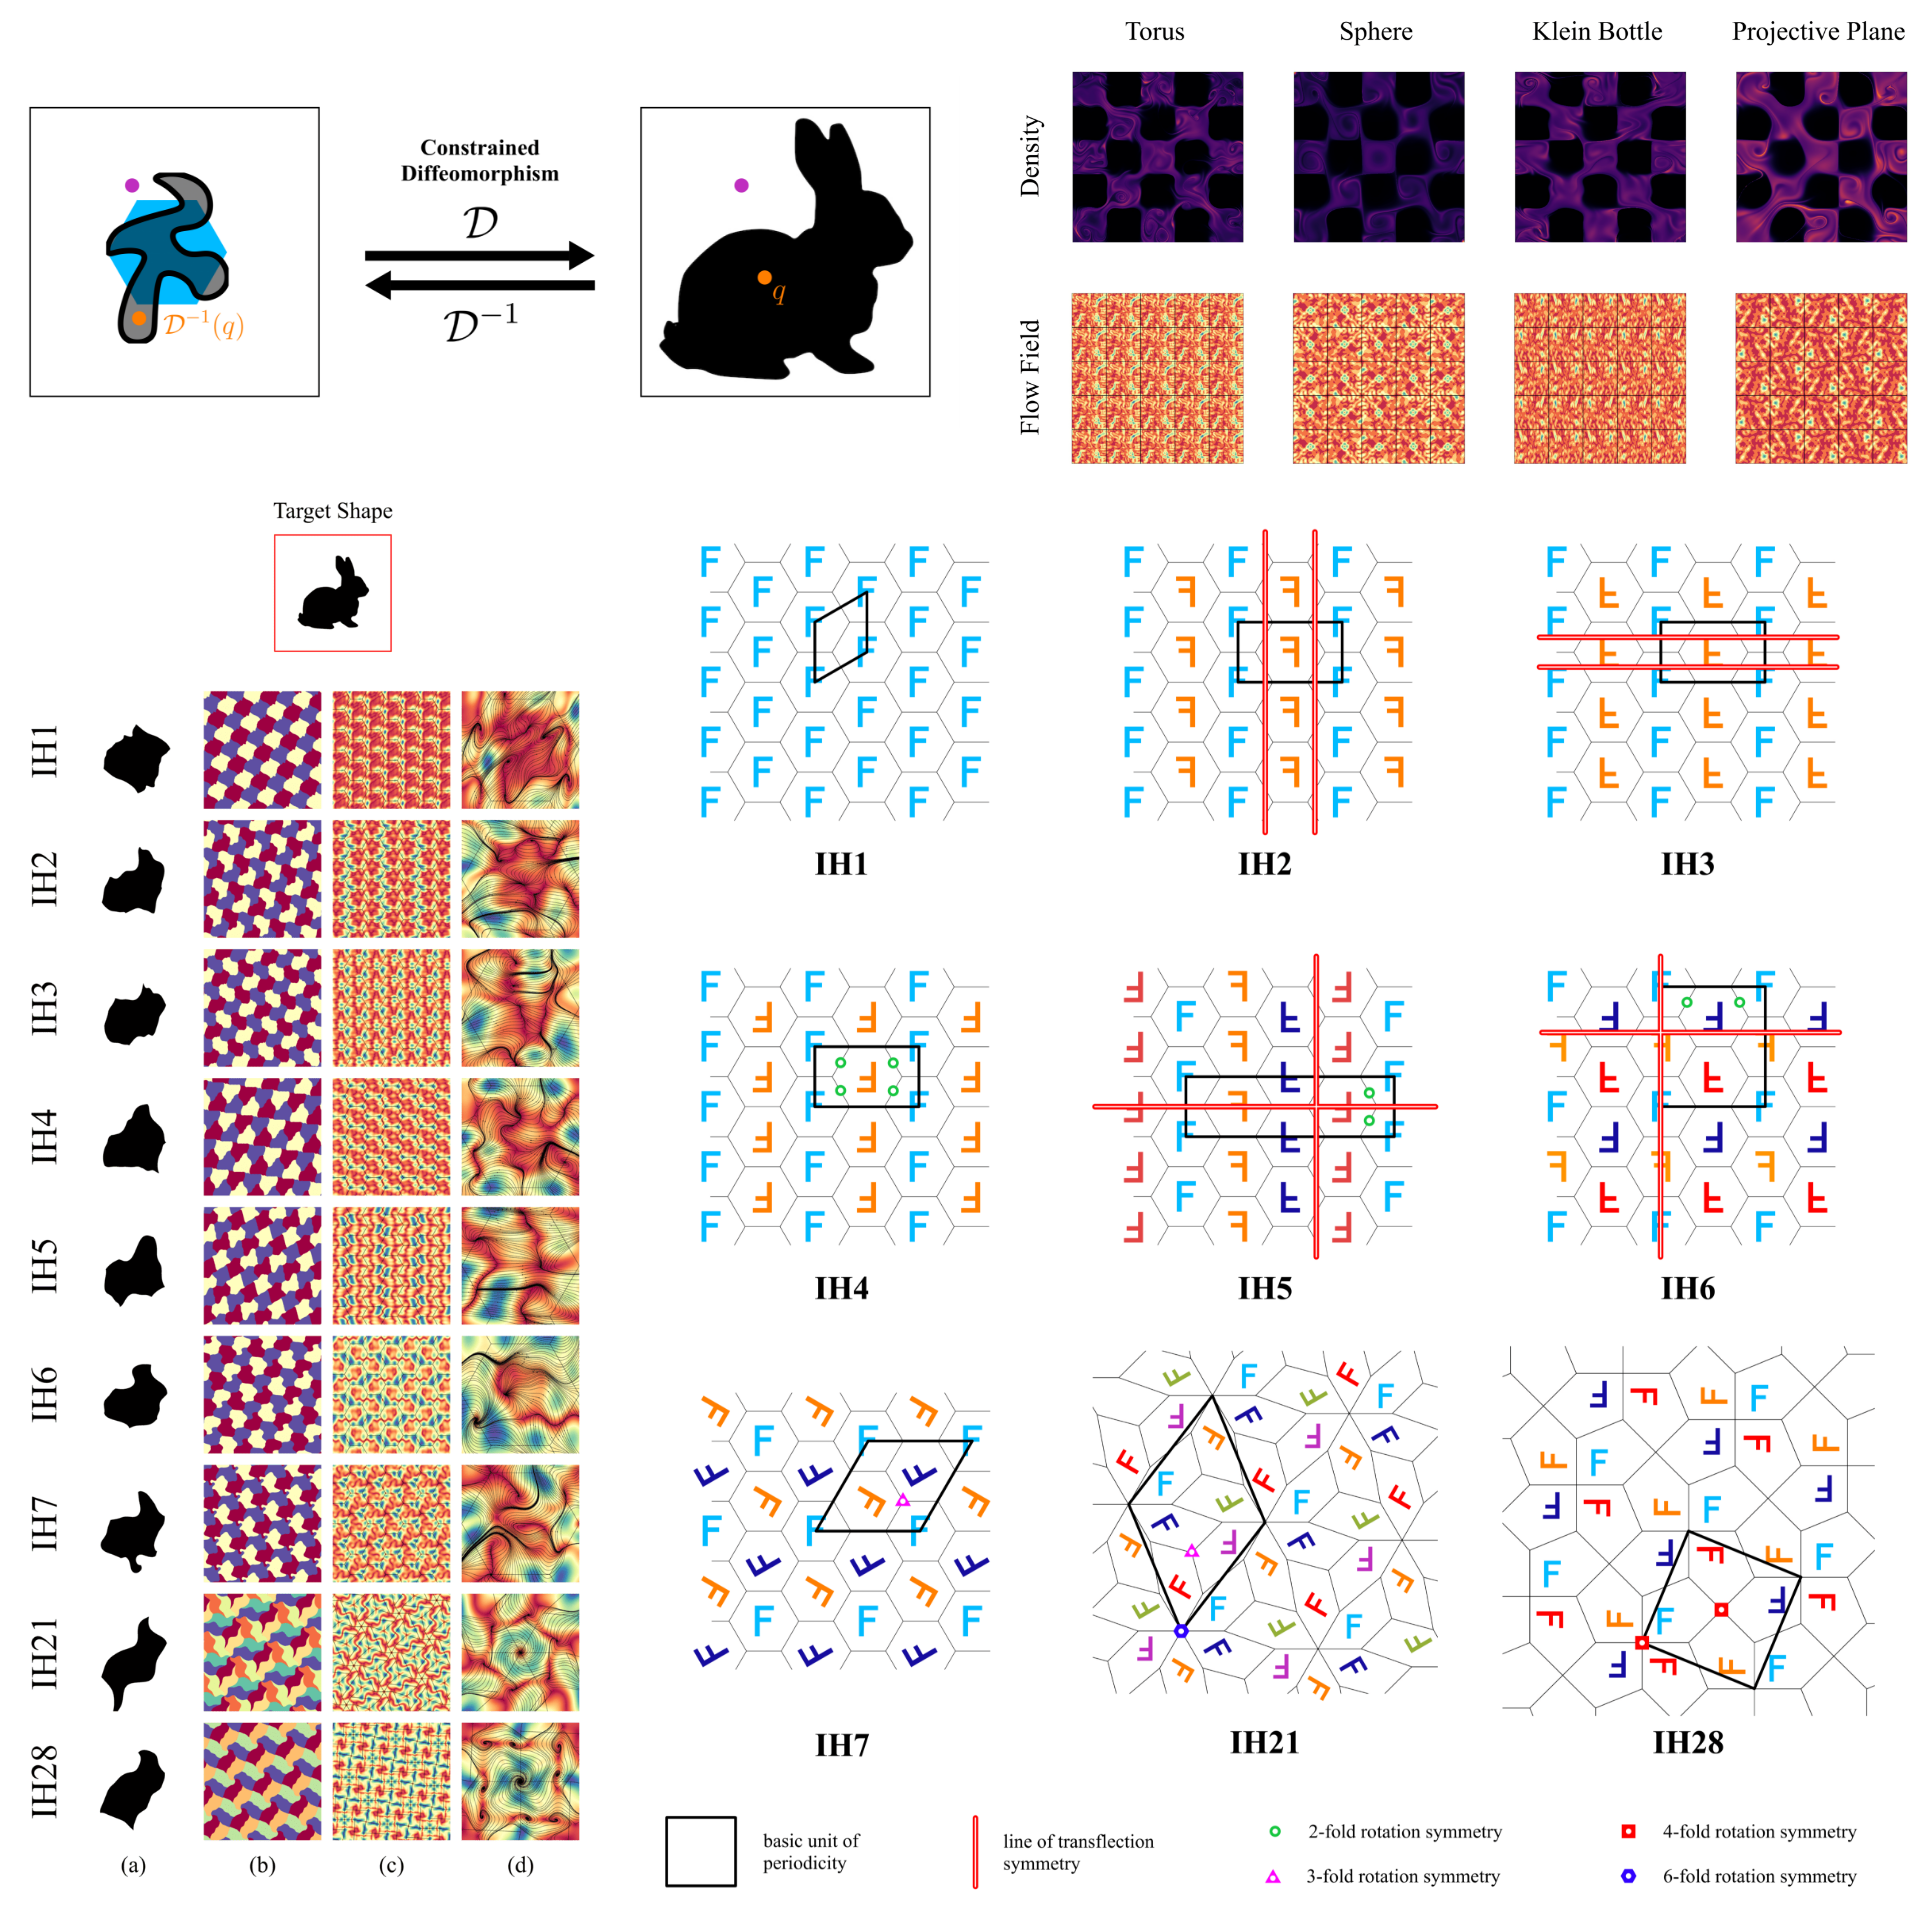 Torus Sphere Klein Bottle Projective Plane
Density
Flow Field
Constrained
Diffeomorphism
𝒟
𝒟⁻¹
𝒟⁻¹(q)
q
Target Shape
IH1
IH2
IH3
IH4
IH5
IH6
IH7
IH21
IH28
(a) (b) (c) (d)
IH1 IH2 IH3
IH4 IH5 IH6
IH7 IH21 IH28
basic unit of
periodicity
line of transflection
symmetry
2-fold rotation symmetry
3-fold rotation symmetry
4-fold rotation symmetry
6-fold rotation symmetry